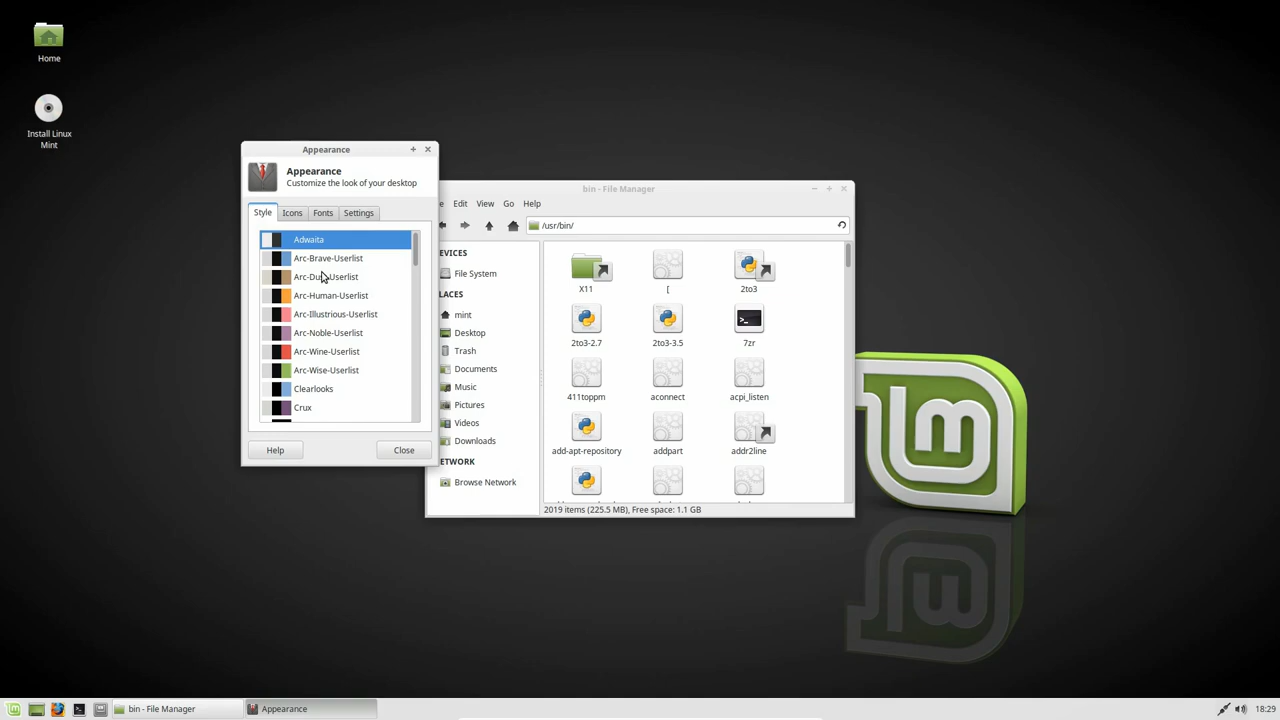 Home
Install Linux
Mint
Appearance
Appearance
Customize the look of your desktop
Style Icons Fonts Settings
Adwaita
Arc-Brave-Userlist
Arc-Dust-Userlist
Arc-Human-Userlist
Arc-Illustrious-Userlist
Arc-Noble-Userlist
Arc-Wine-Userlist
Arc-Wise-Userlist
Clearlooks
Crux
Help Close
bin - File Manager
Edit View Go Help
/usr/bin/
EVICES
File System
LACES
mint
Desktop
Trash
Documents
Music
Pictures
Videos
Downloads
ETWORK
Browse Network
X11 [ 2to3
2to3-2.7 2to3-3.5 7zr
411toppm aconnect acpi_listen
add-apt-repository addpart addr2line
2019 items (225.5 MB), Free space: 1.1 GB
bin - File Manager Appearance 18:29